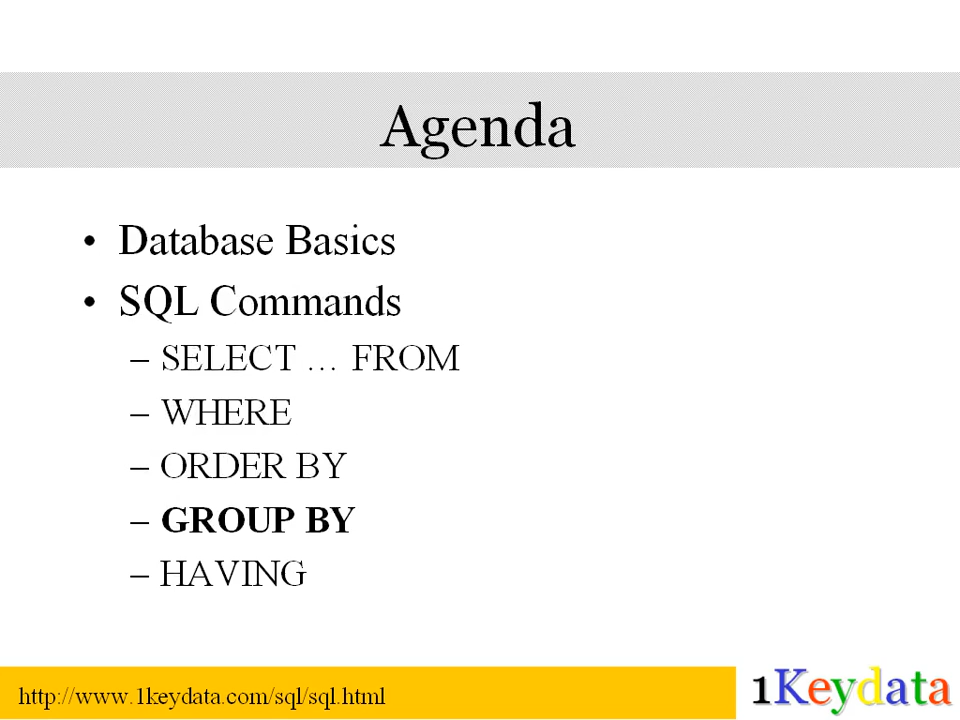 Agenda
• Database Basics
• SQL Commands
– SELECT … FROM
– WHERE
– ORDER BY
– GROUP BY
– HAVING
http://www.1keydata.com/sql/sql.html
1Keydata